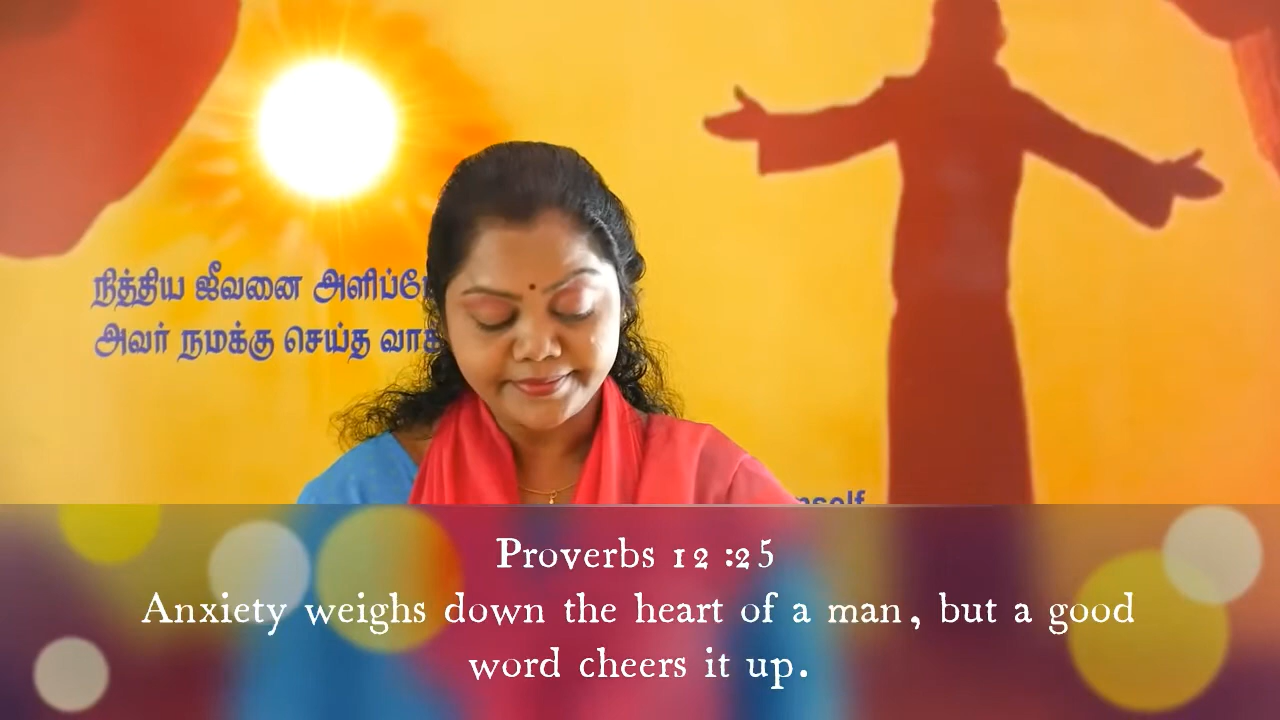 நித்திய ஜீவனை
அவர் நமக்கு செய்த
Proverbs 12 :25
Anxiety weighs down the heart of a man, but a good
word cheers it up.